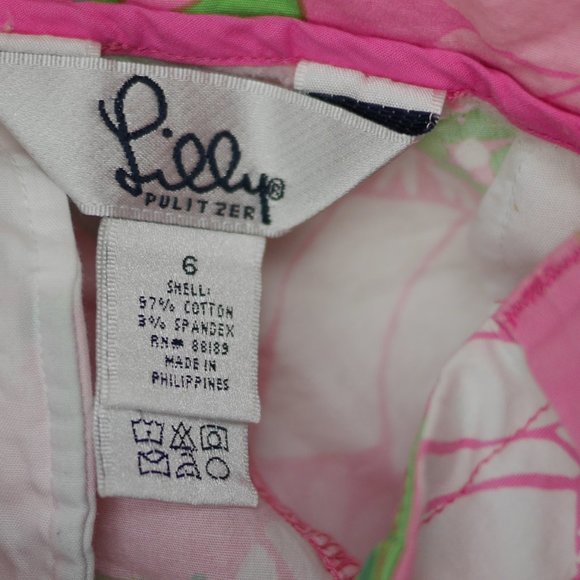 Lilly®
PULITZER
6
SHELL:
97% COTTON
3% SPANDEX
RN# 88189
MADE IN
PHILIPPINES